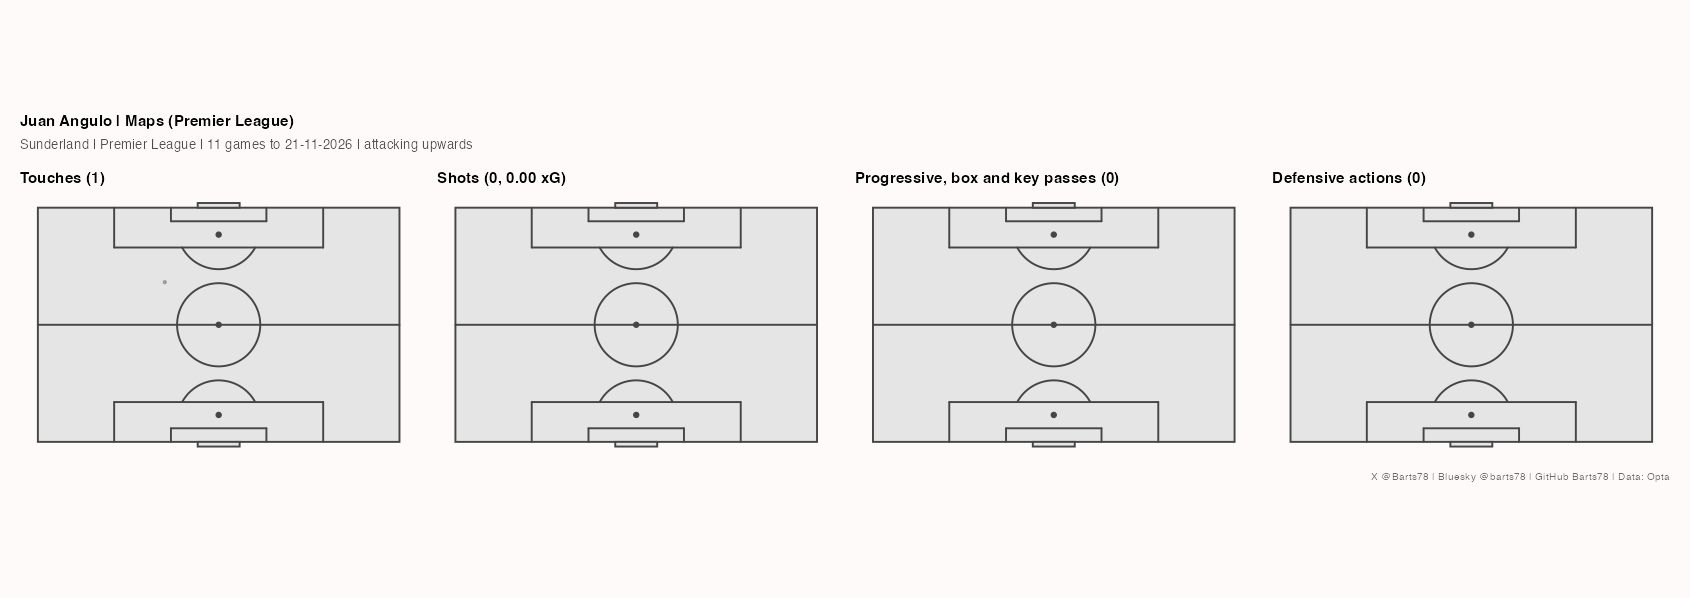 Juan Angulo | Maps (Premier League)
Sunderland | Premier League | 11 games to 21-11-2026 | attacking upwards
Touches (1)
Shots (0, 0.00 xG)
Progressive, box and key passes (0)
Defensive actions (0)
X @Barts78 | Bluesky @barts78 | GitHub Barts78 | Data: Opta